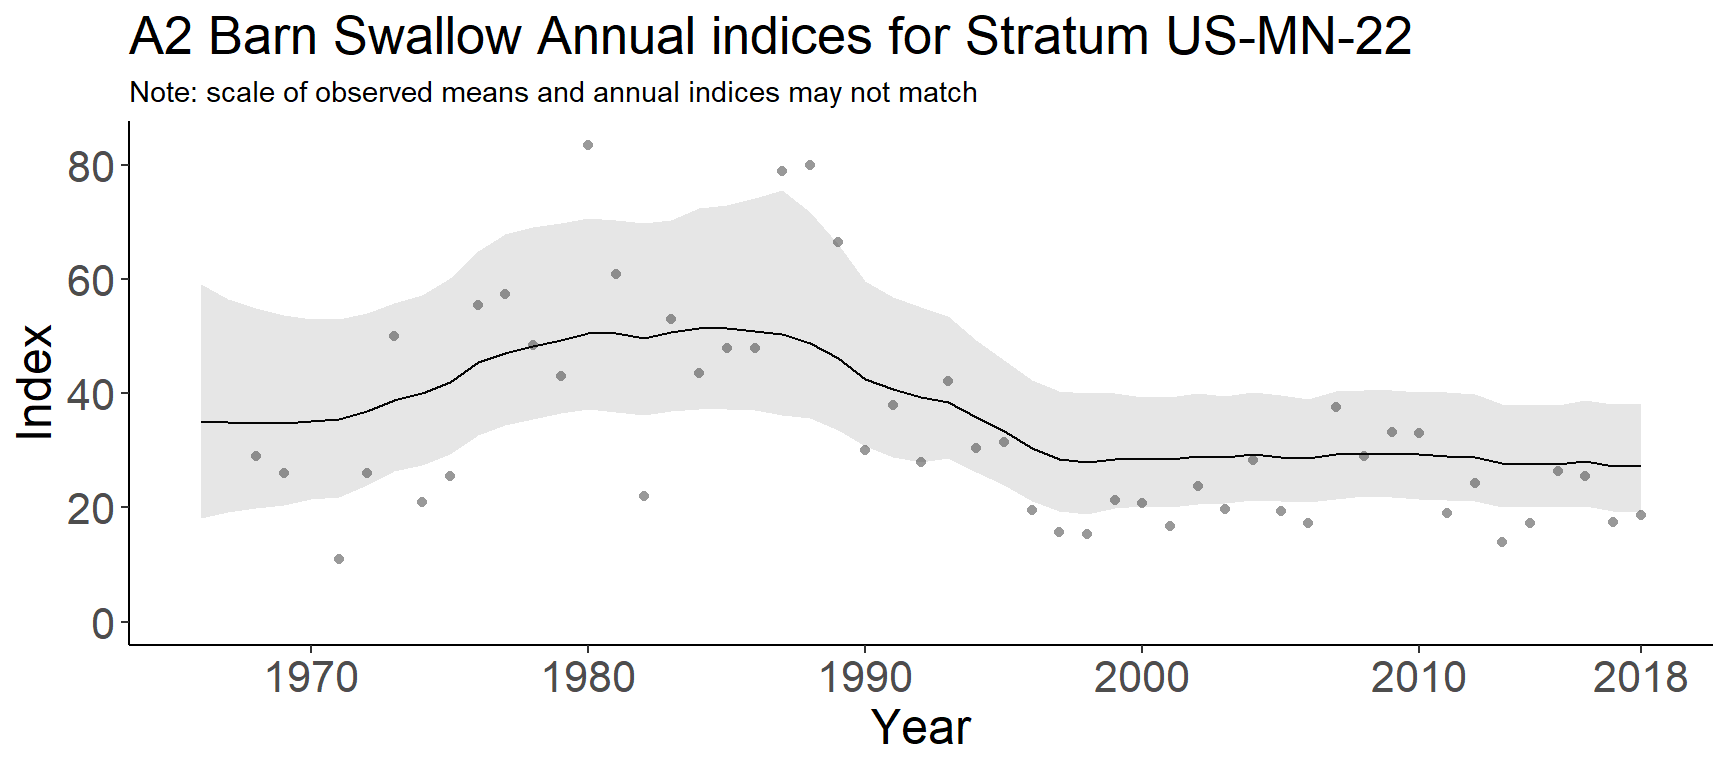 A2 Barn Swallow Annual indices for Stratum US-MN-22
Note: scale of observed means and annual indices may not match
80
60
40
20
0
Index
1970 1980 1990 2000 2010 2018
Year